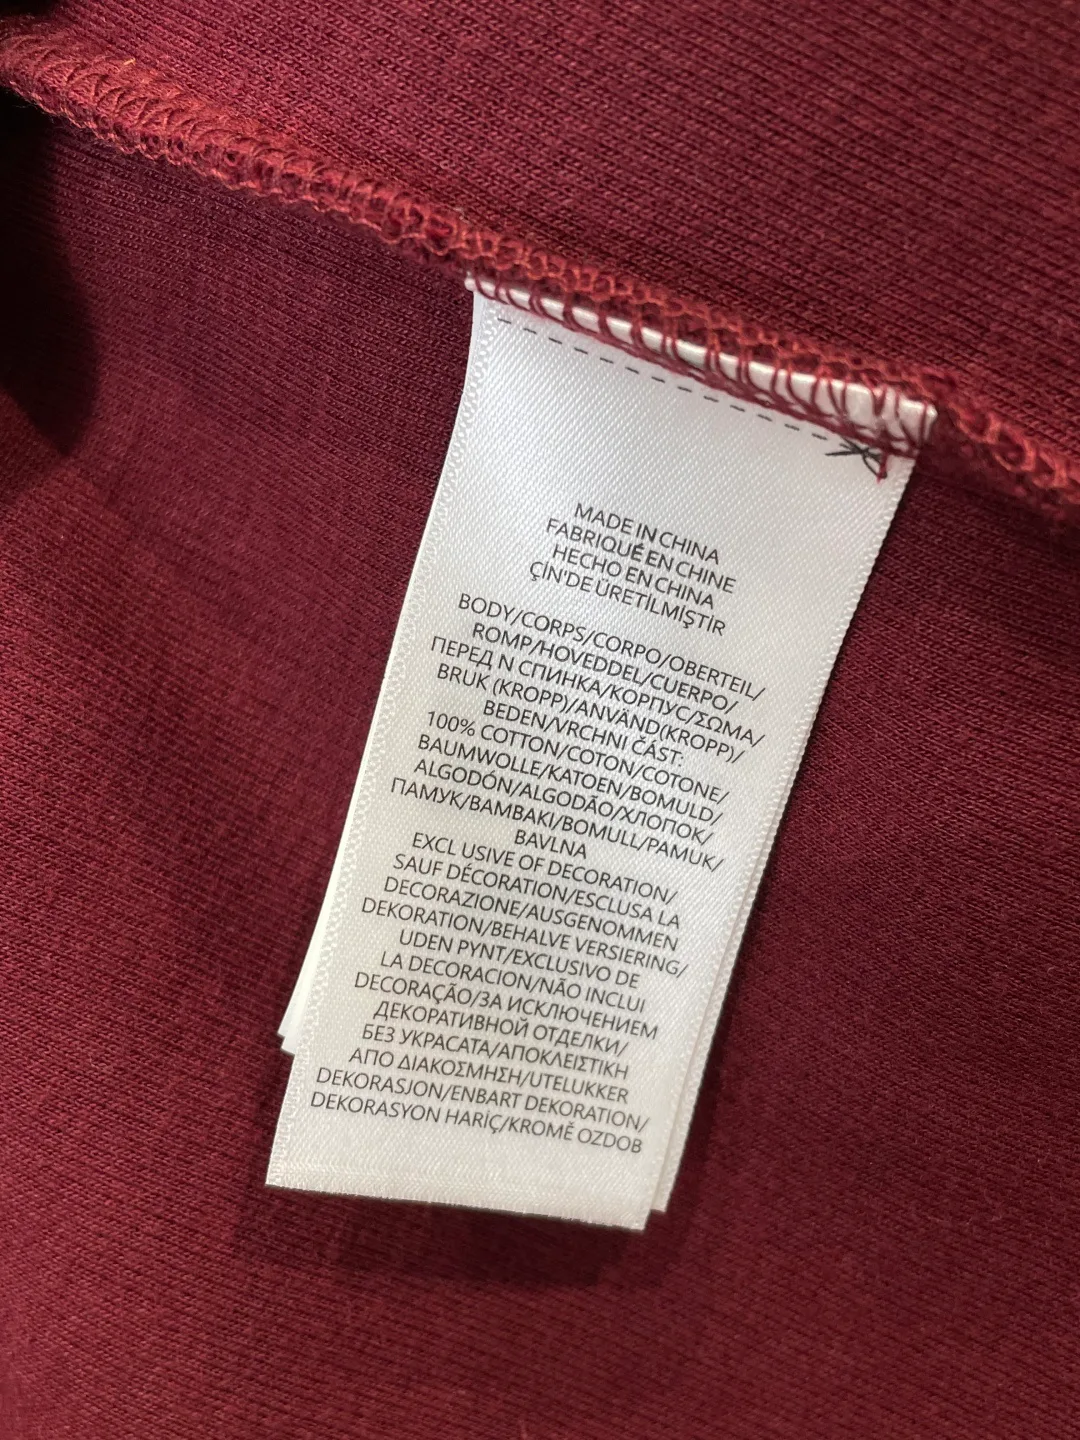 MADE IN CHINA
FABRIQUÉ EN CHINE
HECHO EN CHINA
ÇİN'DE ÜRETİLMİŞTİR
BODY/CORPS/CORPO/OBERTEIL/
ROMP/HOVEDDEL/CUERPO/
ПЕРЕД N СПИНКА/КОРПУС/ΣΩΜΑ/
BRUK (KROPP)/ANVÄND(KROPP)/
BEDEN/VRCHNI ČÁST:
100% COTTON/COTON/COTONE/
BAUMWOLLE/KATOEN/BOMULD/
ALGODÓN/ALGODÃO/ХЛОПОК/
ПАМУК/ΒΑΜΒΑΚΙ/BOMULL/PAMUK/
BAVLNA
EXCL USIVE OF DECORATION/
SAUF DÉCORATION/ESCLUSA LA
DECORAZIONE/AUSGENOMMEN
DEKORATION/BEHALVE VERSIERING/
UDEN PYNT/EXCLUSIVO DE
LA DECORACION/NÃO INCLUI
DECORAÇÃO/ЗА ИСКЛЮЧЕНИЕМ
ДЕКОРАТИВНОЙ ОТДЕЛКИ/
БЕЗ УКРАСАТА/ΑΠΟΚΛΕΙΣΤΙΚΗ
ΑΠΟ ΔΙΑΚΟΣΜΗΣΗ/UTELUKKER
DEKORASJON/ENBART DEKORATION/
DEKORASYON HARİÇ/KROMĚ OZDOB